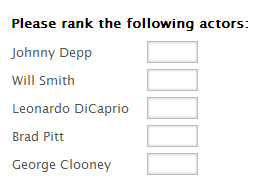 Please rank the following actors:
Johnny Depp
Will Smith
Leonardo DiCaprio
Brad Pitt
George Clooney